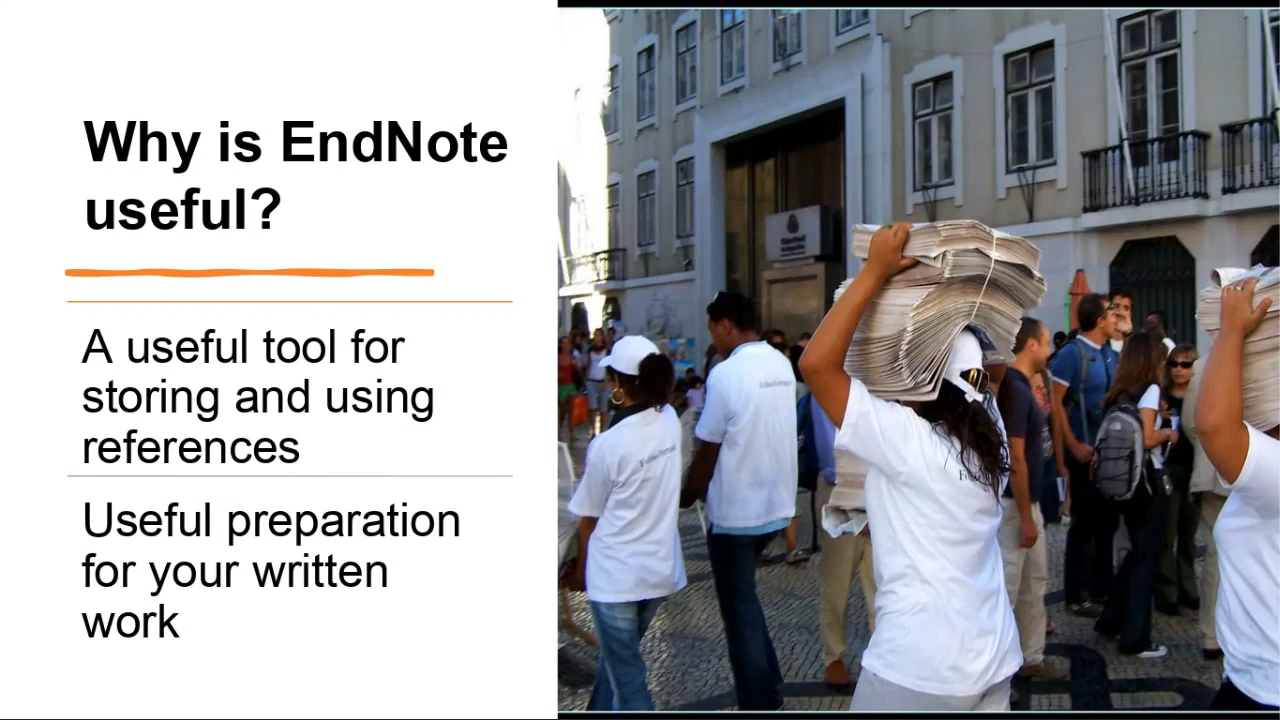 Why is EndNote
useful?
A useful tool for
storing and using
references
Useful preparation
for your written
work